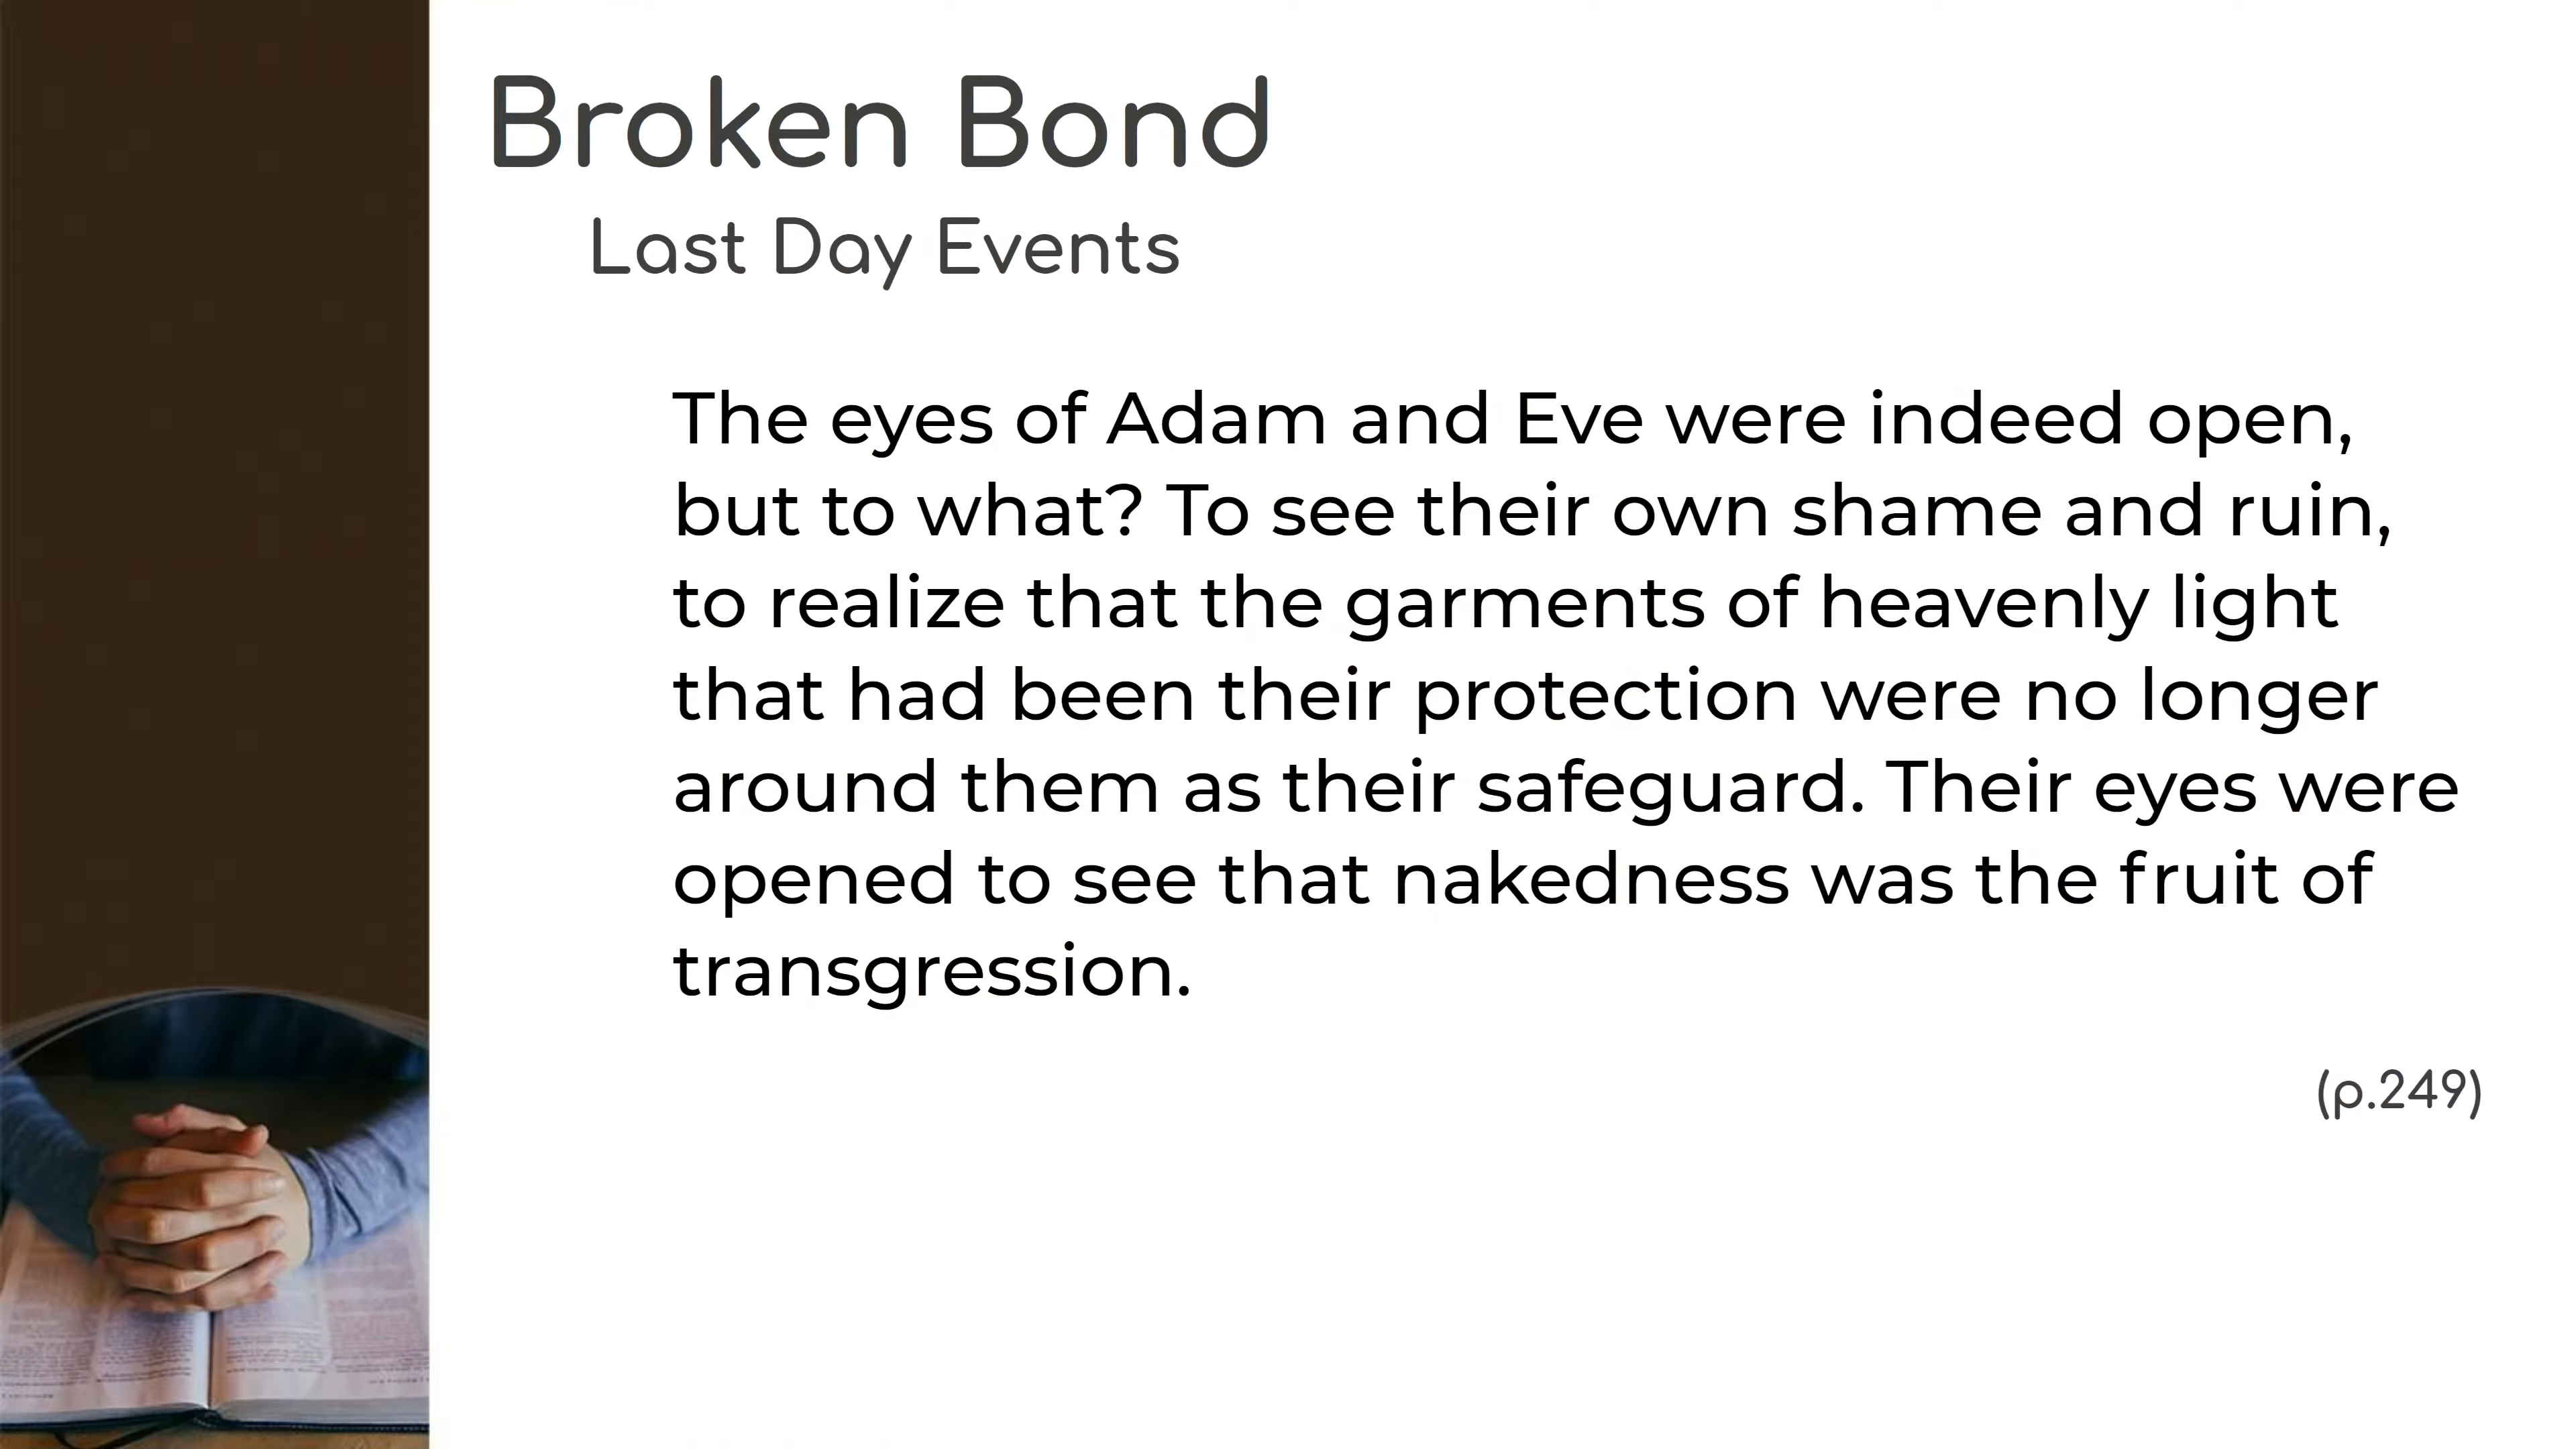 Broken Bond
Last Day Events
The eyes of Adam and Eve were indeed open,
but to what? To see their own shame and ruin,
to realize that the garments of heavenly light
that had been their protection were no longer
around them as their safeguard. Their eyes were
opened to see that nakedness was the fruit of
transgression.
(p.249)